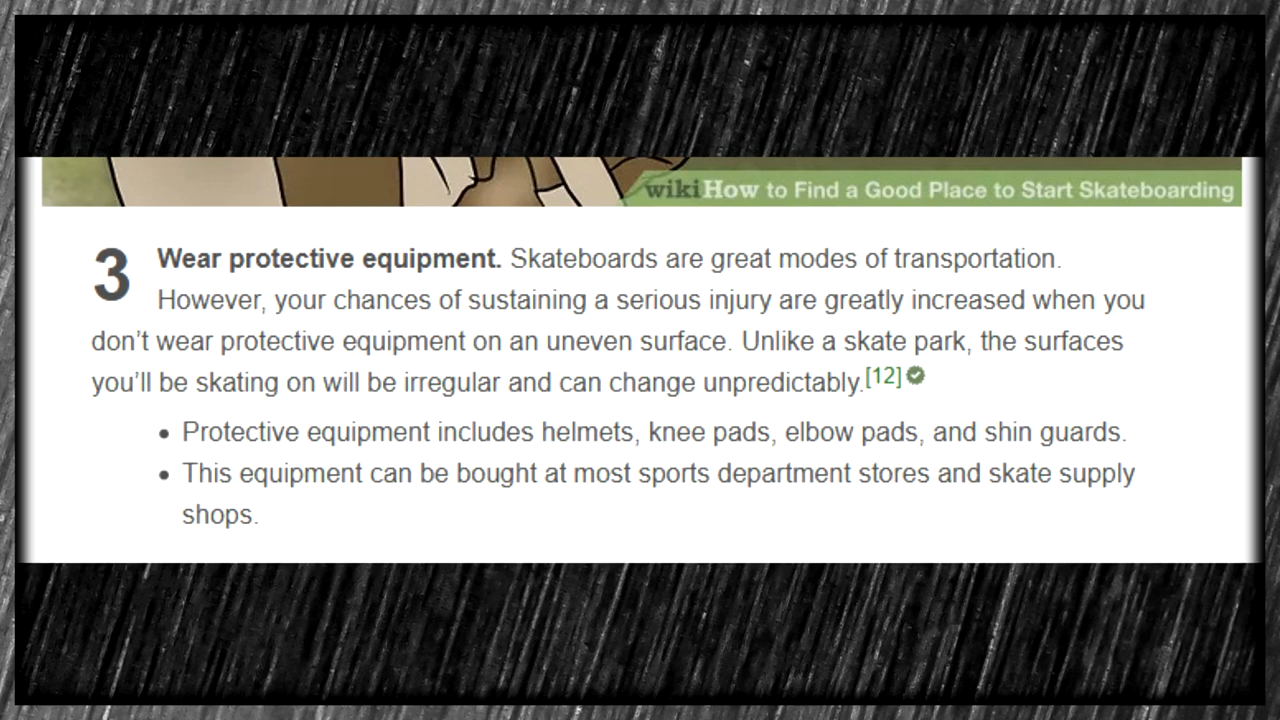 wikiHow to Find a Good Place to Start Skateboarding
3
Wear protective equipment. Skateboards are great modes of transportation.
However, your chances of sustaining a serious injury are greatly increased when you
don’t wear protective equipment on an uneven surface. Unlike a skate park, the surfaces
you’ll be skating on will be irregular and can change unpredictably.[12]
• Protective equipment includes helmets, knee pads, elbow pads, and shin guards.
• This equipment can be bought at most sports department stores and skate supply
shops.